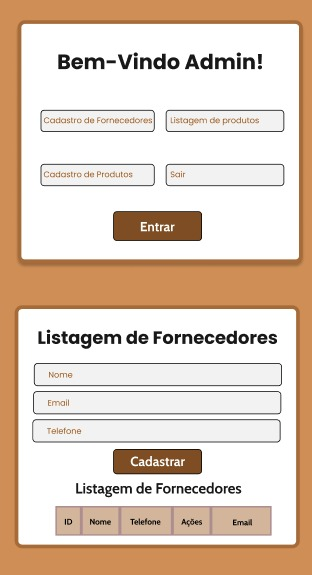 Bem-Vindo Admin!
Cadastro de Fornecedores Listagem de produtos
Cadastro de Produtos Sair
Entrar
Listagem de Fornecedores
Nome
Email
Telefone
Cadastrar
Listagem de Fornecedores
ID Nome Telefone Ações Email